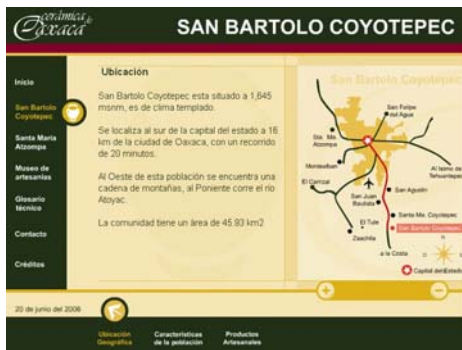 cerámica de
Oaxaca
SAN BARTOLO COYOTEPEC
Inicio
San Bartolo
Coyotepec
Santa María
Atzompa
Museo de
artesanías
Glosario
técnico
Contacto
Créditos
Ubicación
San Bartolo Coyotepec esta situado a 1,645
msnm, es de clima templado.
Se localiza al sur de la capital del estado a 16
km de la ciudad de Oaxaca, con un recorrido
de 20 minutos.
Al Oeste de esta población se encuentra una
cadena de montañas, al Poniente corre el río
Atoyac.
La comunidad tiene un área de 45.93 km2
San Bartolo Coyotepec
San Felipe
del Agua
Sta. Ma.
Atzompa
Montealban
Al Istmo de
Tehuantepec
El Carrizal
San Agustin
San Juan
Bautista
Santa Ma. Coyotepec
El Tule
San Bartolo Coyotepec
Zaachila
a la Costa
Capital del Estado
20 de junio del 2006
Ubicación
Geográfica
Características
de la población
Productos
Artesanales